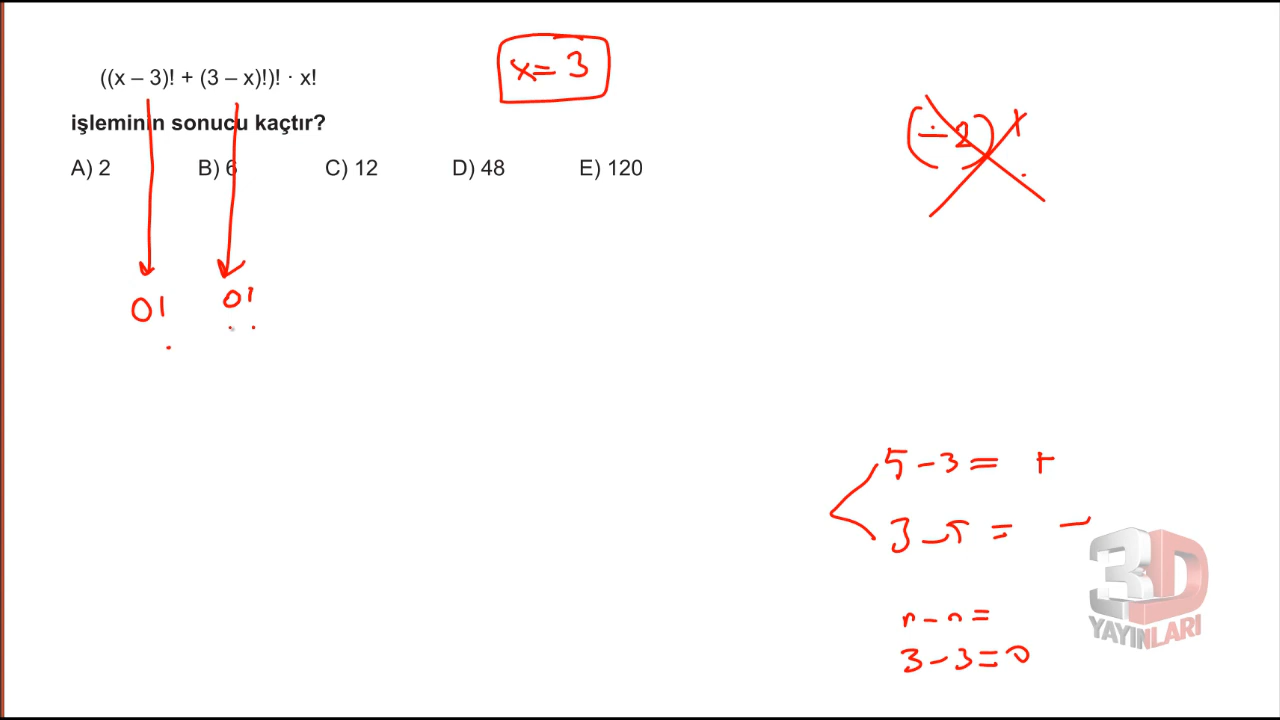 ((x – 3)! + (3 – x)!)! · x!
x = 3
işleminin sonucu kaçtır?
(-2)!
A) 2 B) 6 C) 12 D) 48 E) 120
0! 0!
5 - 3 = +
3 - 5 = -
n - n =
3 - 3 = 0
3D
YAYINLARI